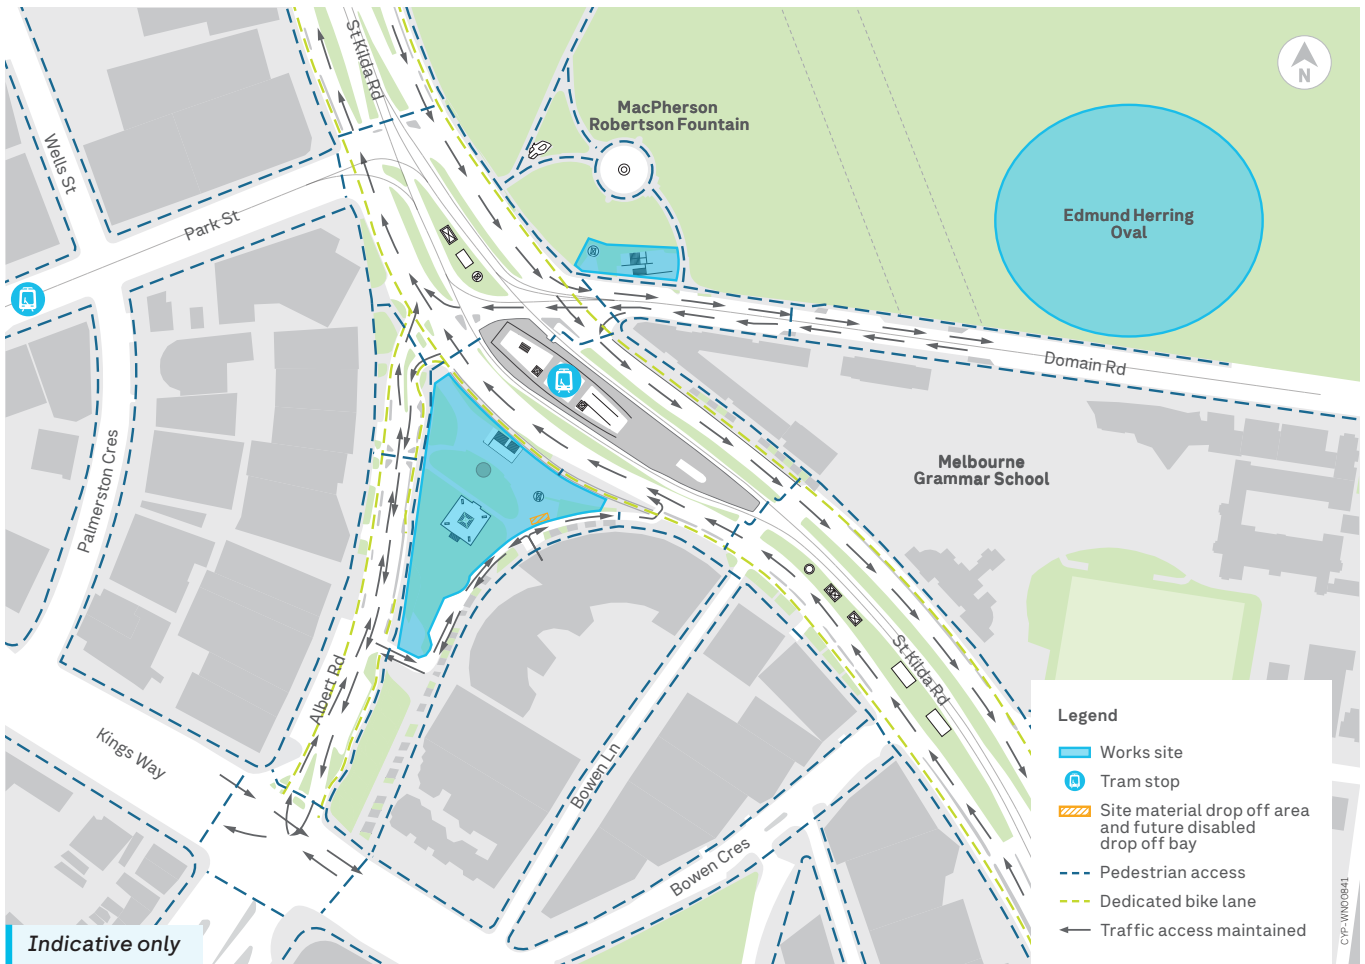 St Kilda Rd
N
MacPherson
Robertson Fountain
Wells St
Park St
Edmund Herring
Oval
Domain Rd
Palmerston Cres
Melbourne
Grammar School
St Kilda Rd
Albert Rd
Kings Way
Bowen Ln
Bowen Cres
Legend
Works site
Tram stop
Site material drop off area
and future disabled
drop off bay
Pedestrian access
Dedicated bike lane
Traffic access maintained
CYP-WN00841
Indicative only